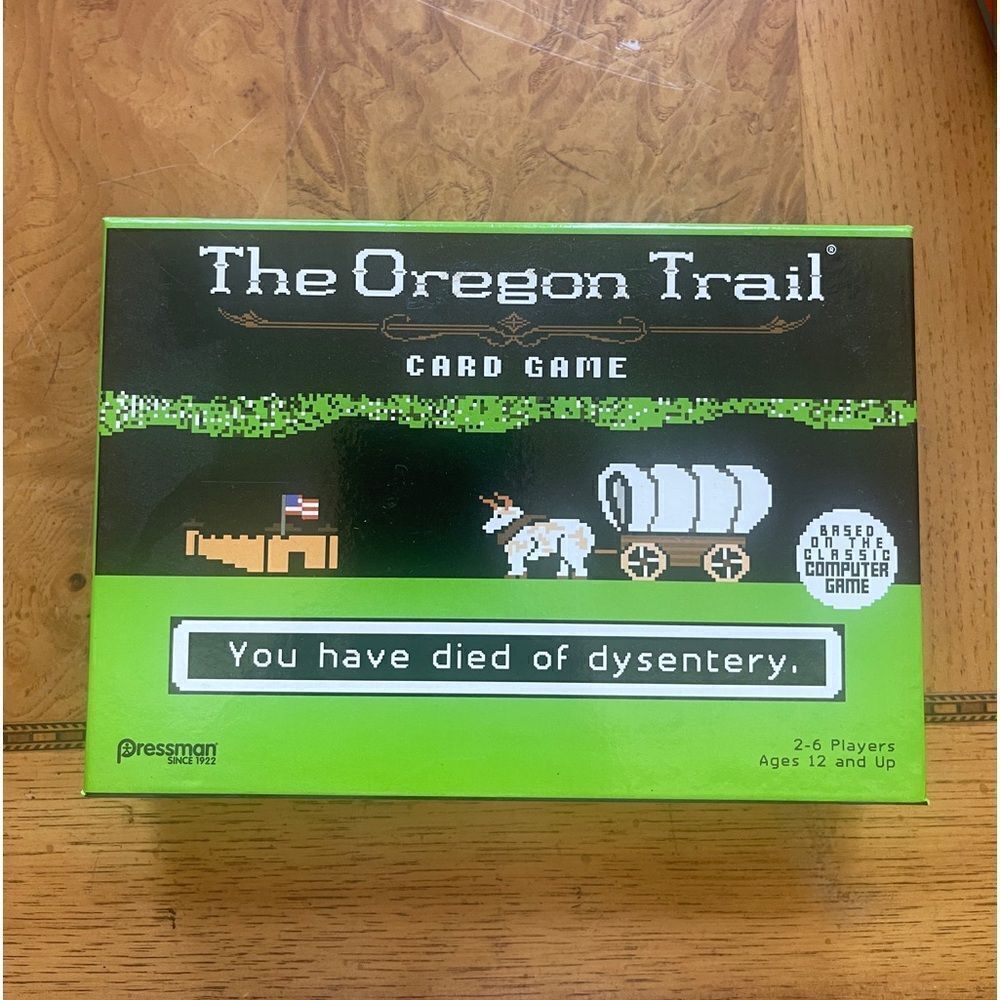 The Oregon Trail®
CARD GAME
BASED
ON THE
CLASSIC
COMPUTER
GAME
You have died of dysentery.
Pressman
SINCE 1922
2-6 Players
Ages 12 and Up